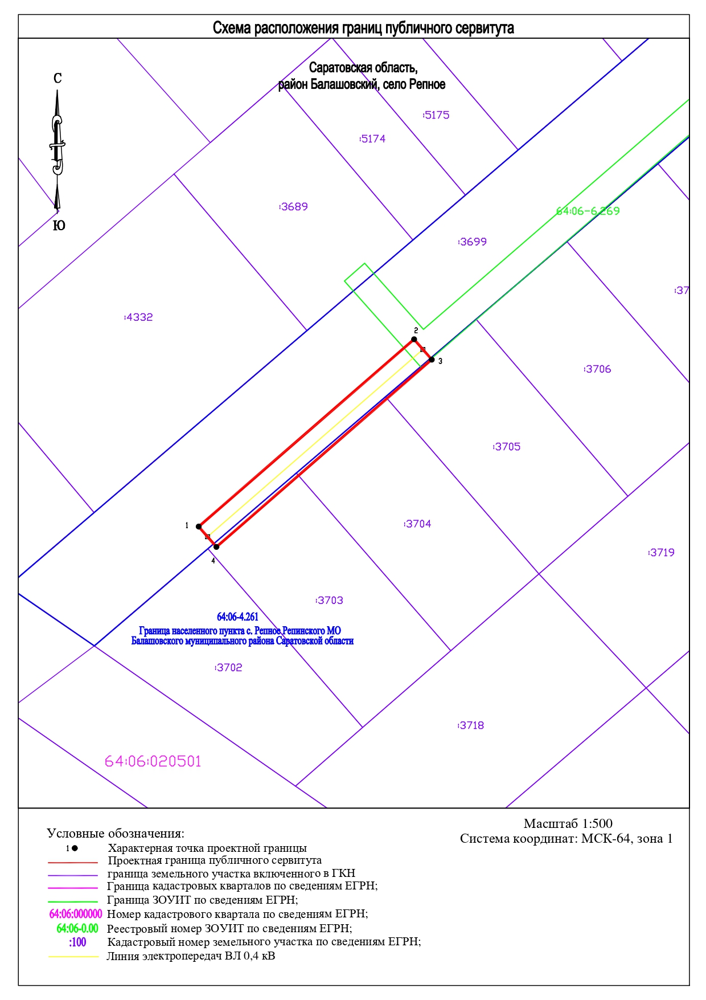 Схема расположения границ публичного сервитута
Саратовская область,
район Балашовский, село Репное
С
Ю
:5175
:5174
:3689
:3699
64:06-6.269
:37
:4332
2
3
:3706
:3705
1
4
:3704
:3719
:3703
64:06-4.261
Граница населенного пункта с. Репное Репинского МО
Балашовского муниципального района Саратовской области
:3702
:3718
64:06:020501
Масштаб 1:500
Система координат: МСК-64, зона 1
Условные обозначения:
1 Характерная точка проектной границы
Проектная граница публичного сервитута
граница земельного участка включенного в ГКН
Граница кадастровых кварталов по сведениям ЕГРН;
Граница ЗОУИТ по сведениям ЕГРН;
64:06:000000 Номер кадастрового квартала по сведениям ЕГРН;
64:06-0.00 Реестровый номер ЗОУИТ по сведениям ЕГРН;
:100 Кадастровый номер земельного участка по сведениям ЕГРН;
Линия электропередач ВЛ 0,4 кВ